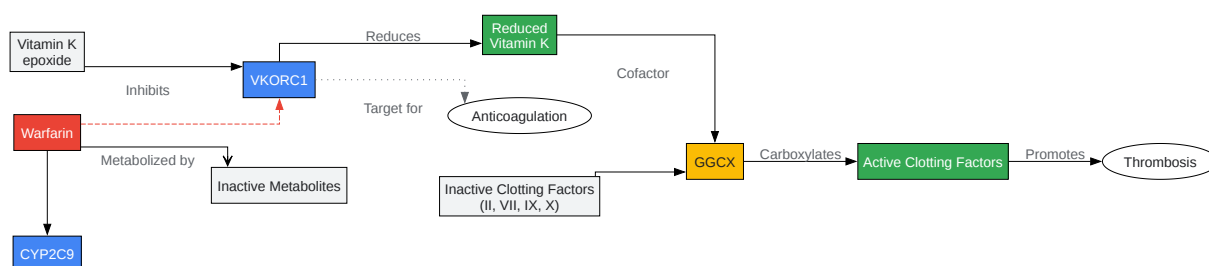 Vitamin K
epoxide
Inhibits
VKORC1
Reduces
Reduced
Vitamin K
Cofactor
Target for
Anticoagulation
Warfarin
Metabolized by
Inactive Metabolites
CYP2C9
Inactive Clotting Factors
(II, VII, IX, X)
GGCX
Carboxylates
Active Clotting Factors
Promotes
Thrombosis